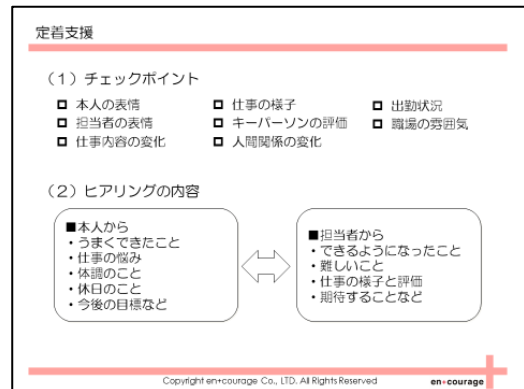 定着支援
（1）チェックポイント
本人の表情 仕事の様子 出勤状況
担当者の表情 キーパーソンの評価 職場の雰囲気
仕事内容の変化 人間関係の変化
（2）ヒアリングの内容
■本人から
・うまくできたこと
・仕事の悩み
・体調のこと
・休日のこと
・今後の目標など
■担当者から
・できるようになったこと
・難しいこと
・仕事の様子と評価
・期待することなど
Copyright en+courage Co., LTD. All Rights Reserved
en+courage